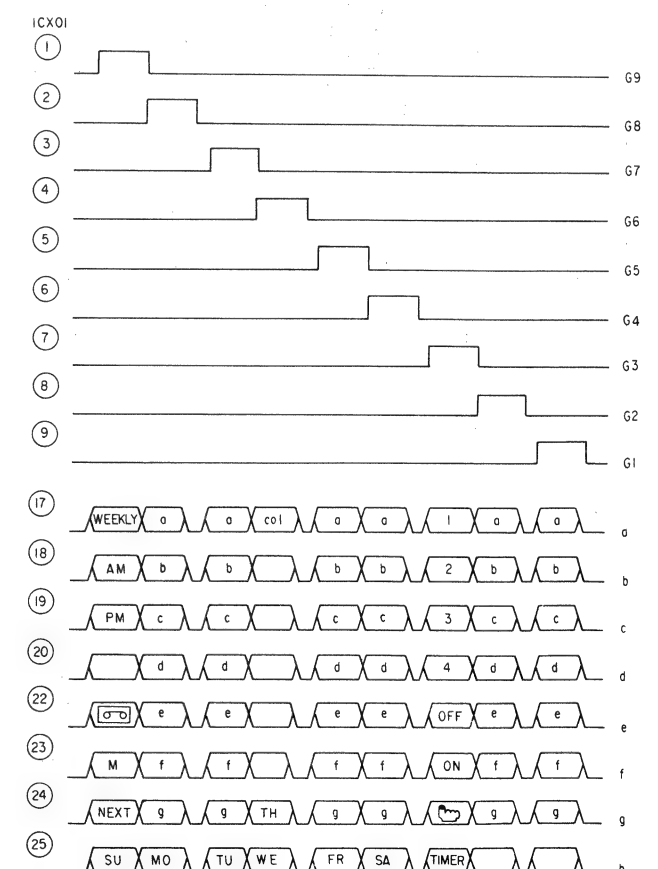 ICX01
1
G9
2
G8
3
G7
4
G6
5
G5
6
G4
7
G3
8
G2
9
G1
17
WEEKLY a a col a a 1 a a a
18
AM b b b b 2 b b b
19
PM c c c c 3 c c c
20
d d d d 4 d d d
22
e e e e OFF e e e
23
M f f f f ON f f f
24
NEXT g g TH g g g g g
25
SU MO TU WE FR SA TIMER h